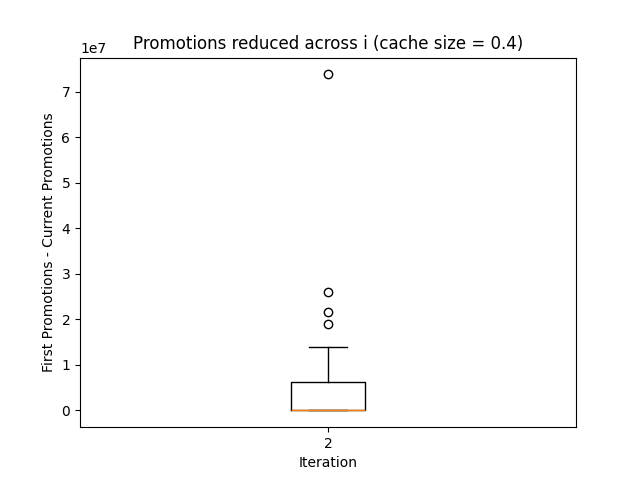 Promotions reduced across i (cache size = 0.4)
1e7
7
6
5
4
3
2
1
0
First Promotions - Current Promotions
2
Iteration